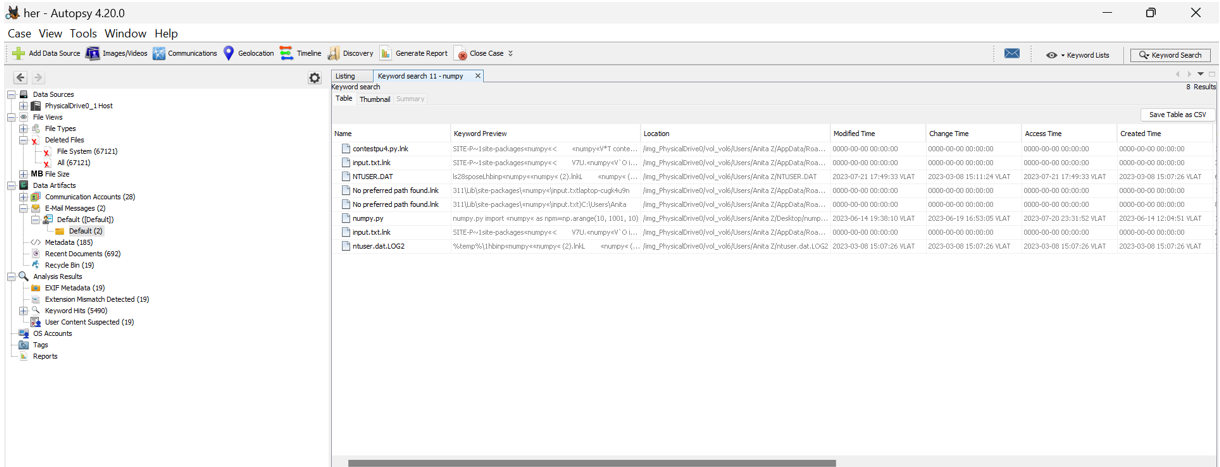 her - Autopsy 4.20.0
Case View Tools Window Help
Add Data Source Images/Videos Communications Geolocation Timeline Discovery Generate Report Close Case Keyword Lists Keyword Search
Listing Keyword search 11 - numpy
Keyword search 8 Results
Table Thumbnail Summary
Save Table as CSV
Name Keyword Preview Location Modified Time Change Time Access Time Created Time
contestpu4.py.lnk SITE-P~1site-packages<numpy<< <numpy<V*T conte... /img_PhysicalDrive0/vol_vol6/Users/Anita Z/AppData/Roa... 0000-00-00 00:00:00 0000-00-00 00:00:00 0000-00-00 00:00:00 0000-00-00 00:00:00
input.txt.lnk SITE-P~1site-packages<numpy<< V7U.<numpy<V`O i... /img_PhysicalDrive0/vol_vol6/Users/Anita Z/AppData/Roa... 0000-00-00 00:00:00 0000-00-00 00:00:00 0000-00-00 00:00:00 0000-00-00 00:00:00
NTUSER.DAT ls28sposeLhbinp<numpy<<numpy< (2).lnkL <numpy< (... /img_PhysicalDrive0/vol_vol6/Users/Anita Z/NTUSER.DAT 2023-07-21 17:49:33 VLAT 2023-03-08 15:11:24 VLAT 2023-07-21 17:49:33 VLAT 2023-03-08 15:07:26 VLAT
No preferred path found.lnk 311\Lib\site-packages\<numpy<\input.txtlaptop-cugk4u9n /img_PhysicalDrive0/vol_vol6/Users/Anita Z/AppData/Roa... 0000-00-00 00:00:00 0000-00-00 00:00:00 0000-00-00 00:00:00 0000-00-00 00:00:00
No preferred path found.lnk 311\Lib\site-packages\<numpy<\input.txt)C:\Users\Anita /img_PhysicalDrive0/vol_vol6/Users/Anita Z/AppData/Roa... 0000-00-00 00:00:00 0000-00-00 00:00:00 0000-00-00 00:00:00 0000-00-00 00:00:00
numpy.py numpy.py import <numpy< as npm=np.arange(10, 1001, 10) /img_PhysicalDrive0/vol_vol6/Users/Anita Z/Desktop/nump... 2023-06-14 19:38:10 VLAT 2023-06-19 16:53:05 VLAT 2023-07-20 23:31:52 VLAT 2023-06-14 12:04:51 VLAT
input.txt.lnk SITE-P~1site-packages<numpy<< V7U.<numpy<V`O i... /img_PhysicalDrive0/vol_vol6/Users/Anita Z/AppData/Roa... 0000-00-00 00:00:00 0000-00-00 00:00:00 0000-00-00 00:00:00 0000-00-00 00:00:00
ntuser.dat.LOG2 %temp%\1hbinp<numpy<<numpy< (2).lnkL <numpy< (... /img_PhysicalDrive0/vol_vol6/Users/Anita Z/ntuser.dat.LOG2 2023-03-08 15:07:26 VLAT 2023-03-08 15:07:26 VLAT 2023-03-08 15:07:26 VLAT 2023-03-08 15:07:26 VLAT
Data Sources
PhysicalDrive0_1 Host
File Views
File Types
Deleted Files
File System (67121)
All (67121)
MB File Size
Data Artifacts
Communication Accounts (28)
E-Mail Messages (2)
Default ([Default])
Default (2)
Metadata (185)
Recent Documents (692)
Recycle Bin (19)
Analysis Results
EXIF Metadata (19)
Extension Mismatch Detected (19)
Keyword Hits (5490)
User Content Suspected (19)
OS Accounts
Tags
Reports